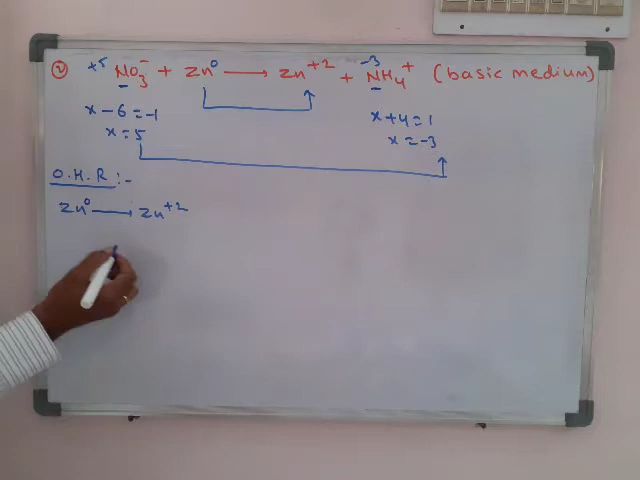 ② +5 NO₃⁻ + Zn⁰ → Zn⁺² + -3 NH₄⁺ (basic medium)
x - 6 = -1 x + 4 = 1
x = 5 x = -3
O.H.R :-
Zn⁰ → Zn⁺²